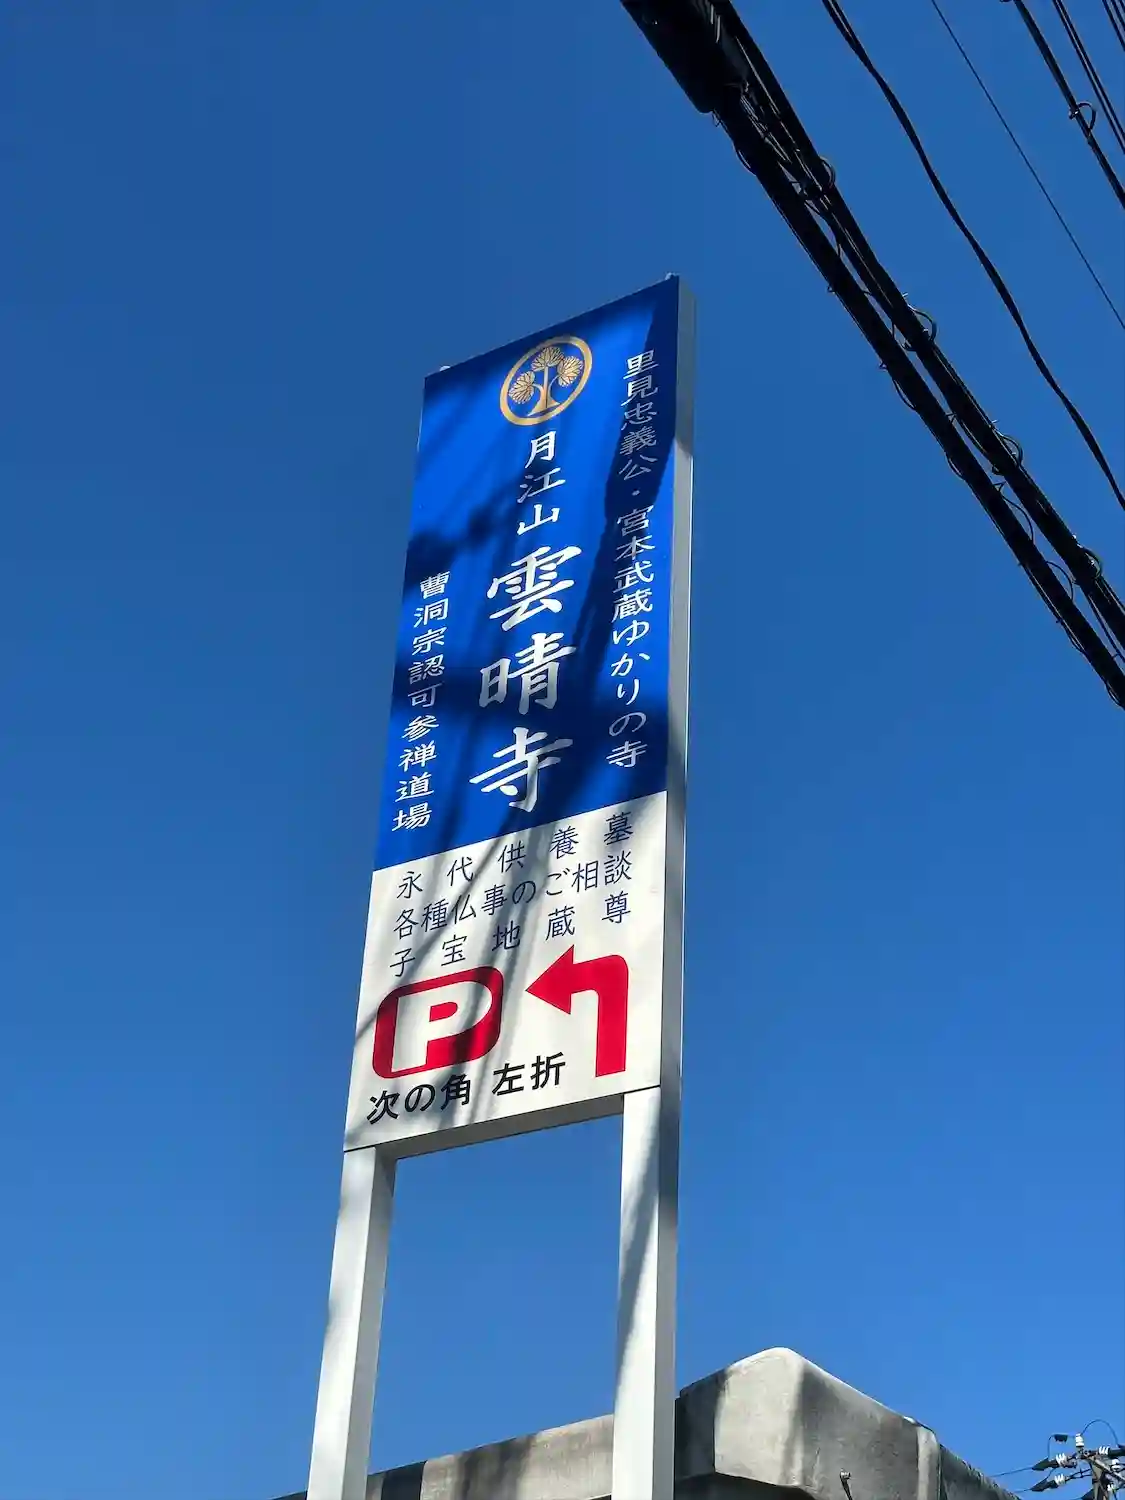 里見忠義公・宮本武蔵ゆかりの寺
月江山 雲晴寺
曹洞宗認可参禅道場
永代供養墓
各種仏事のご相談
子宝地蔵尊
P
次の角 左折